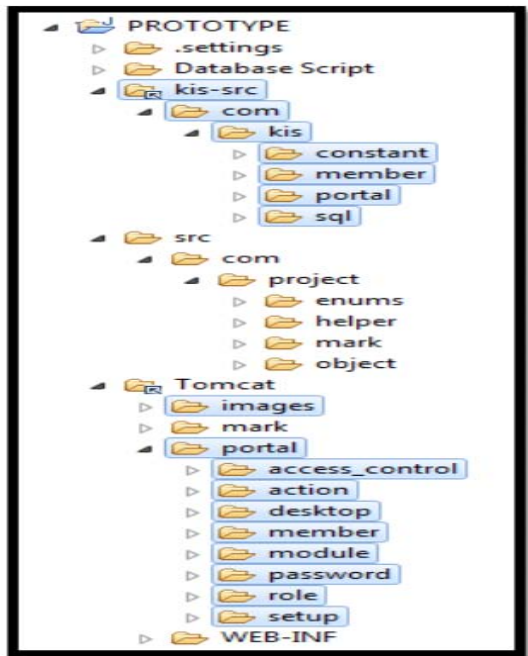 PROTOTYPE
.settings
Database Script
kis-src
com
kis
constant
member
portal
sql
src
com
project
enums
helper
mark
object
Tomcat
images
mark
portal
access_control
action
desktop
member
module
password
role
setup
WEB-INF